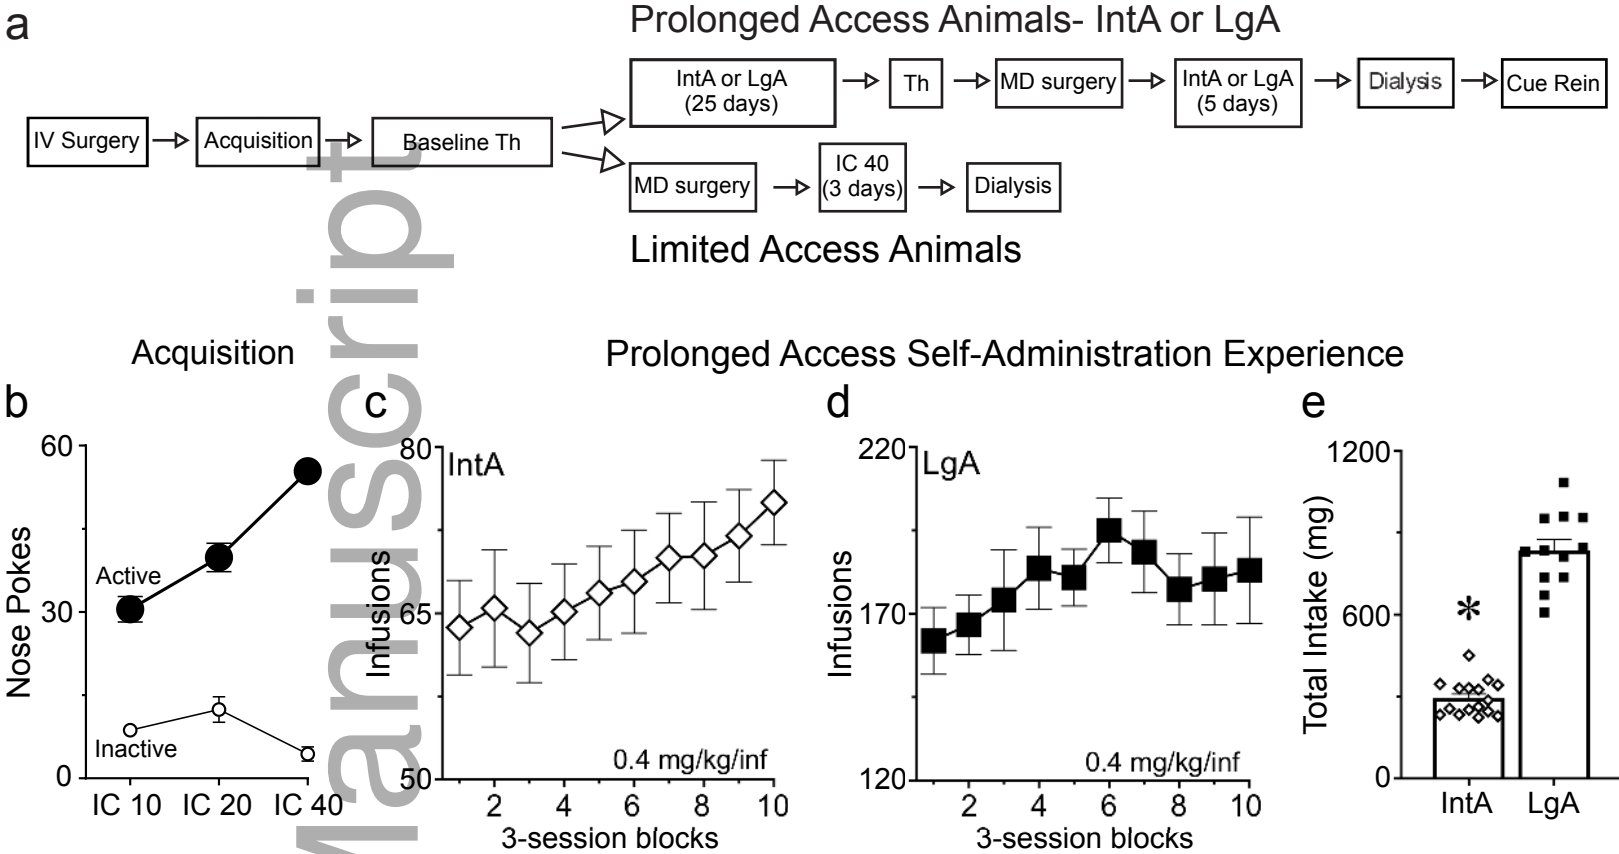 a
Prolonged Access Animals- IntA or LgA
IV Surgery
Acquisition
Baseline Th
IntA or LgA
(25 days)
Th
MD surgery
IntA or LgA
(5 days)
Dialysis
Cue Rein
MD surgery
IC 40
(3 days)
Dialysis
Limited Access Animals
Manuscript
Acquisition
Prolonged Access Self-Administration Experience
b
60
30
0
Nose Pokes
Active
Inactive
IC 10
IC 20
IC 40
c
80
65
50
Infusions
IntA
0.4 mg/kg/inf
2
4
6
8
10
3-session blocks
d
220
170
120
Infusions
LgA
0.4 mg/kg/inf
2
4
6
8
10
3-session blocks
e
1200
600
0
Total Intake (mg)
*
IntA
LgA